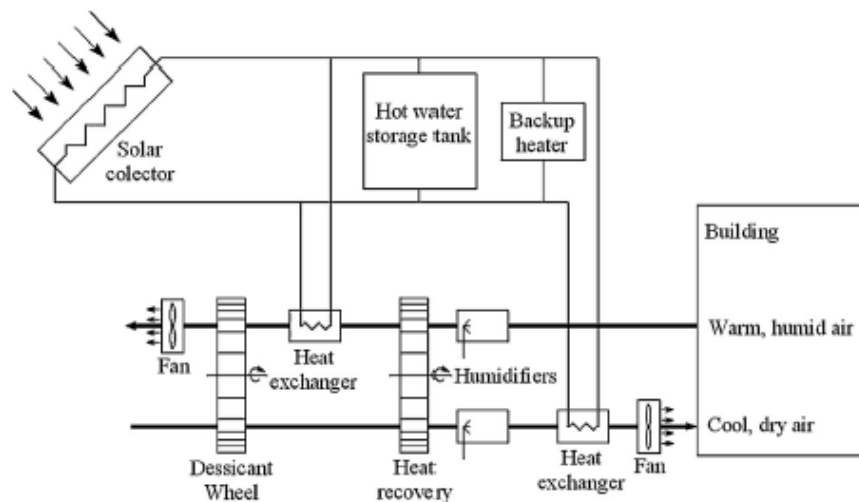 Solar
colector
Hot water
storage tank
Backup
heater
Building
Warm, humid air
Fan
Heat
exchanger
Humidifiers
Cool, dry air
Dessicant
Wheel
Heat
recovery
Heat
exchanger
Fan